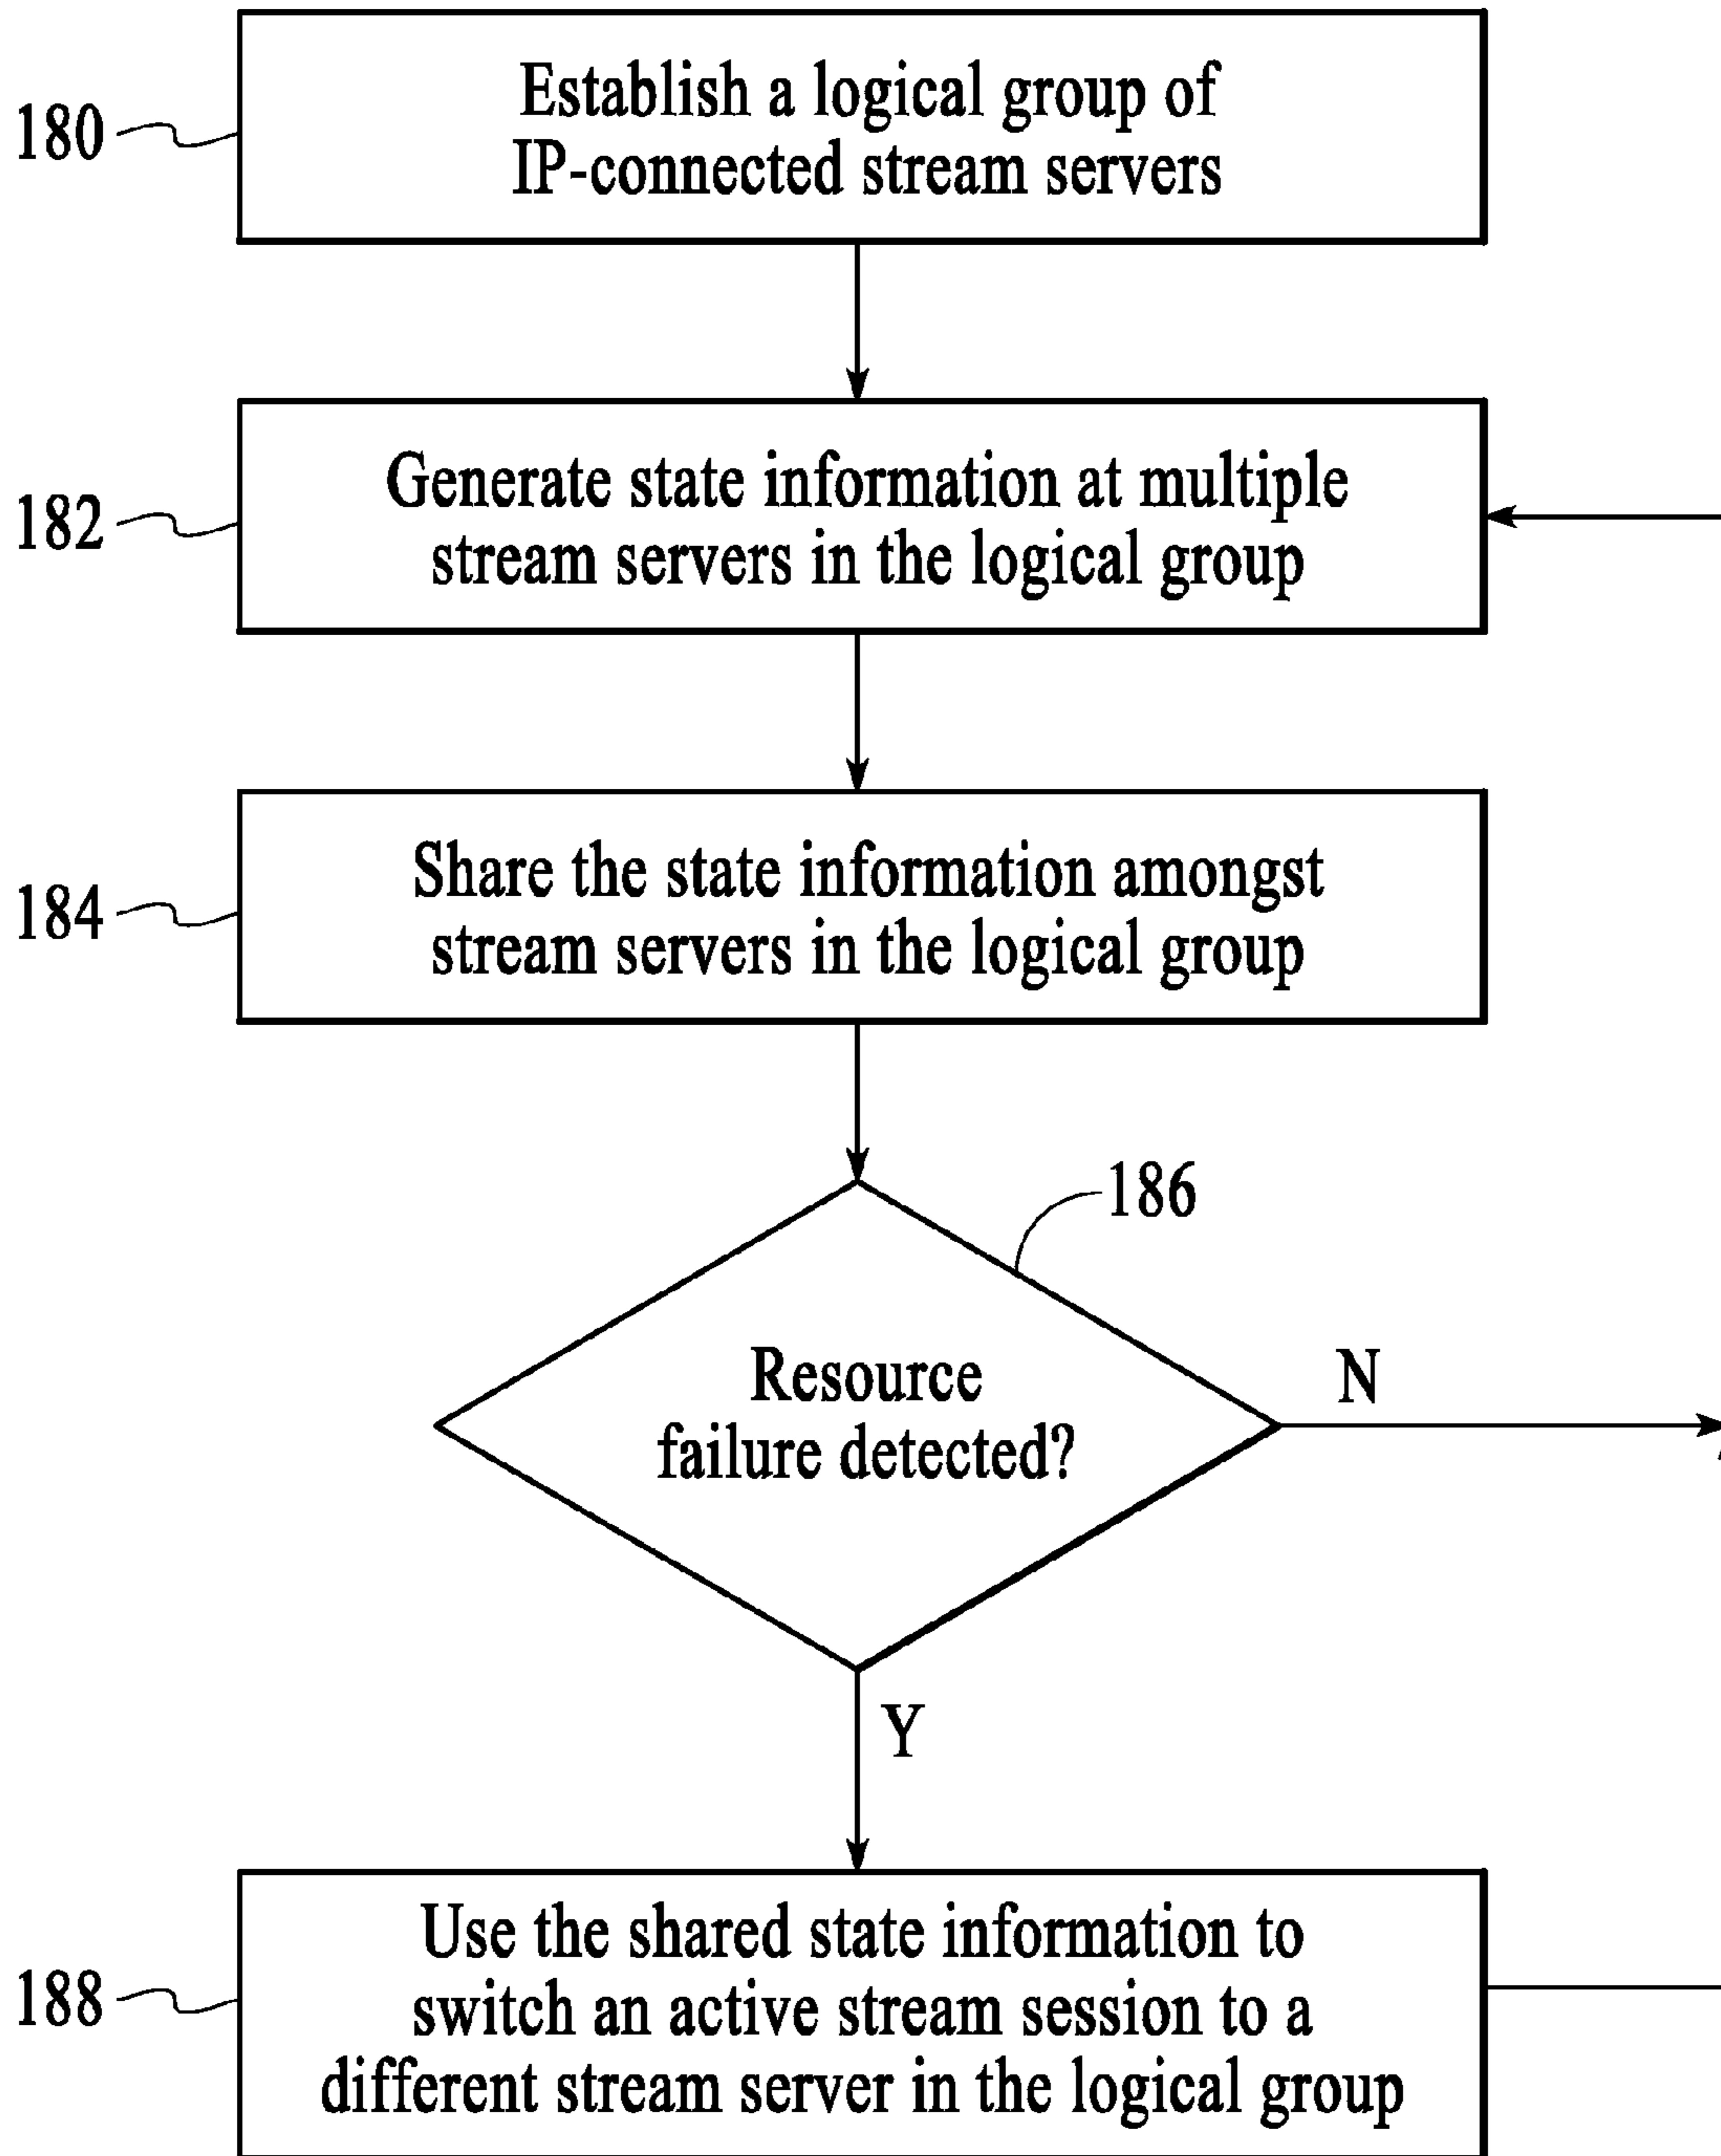 Establish a logical group of
IP-connected stream servers
180
Generate state information at multiple
stream servers in the logical group
182
Share the state information amongst
stream servers in the logical group
184
186
Resource
failure detected?
N
Y
Use the shared state information to
switch an active stream session to a
different stream server in the logical group
188